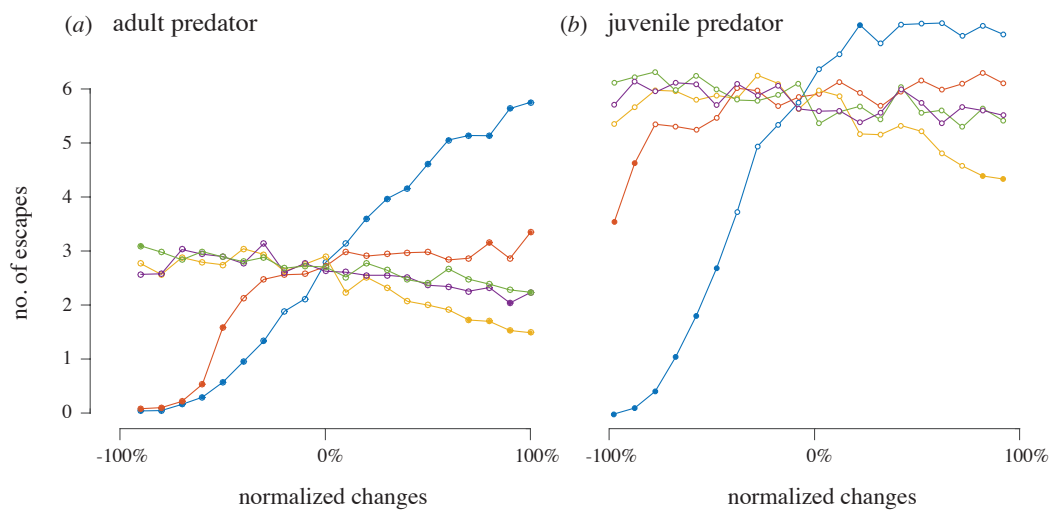 (a) adult predator
(b) juvenile predator
no. of escapes
6
5
4
3
2
1
0
-100% 0% 100%
-100% 0% 100%
normalized changes
normalized changes